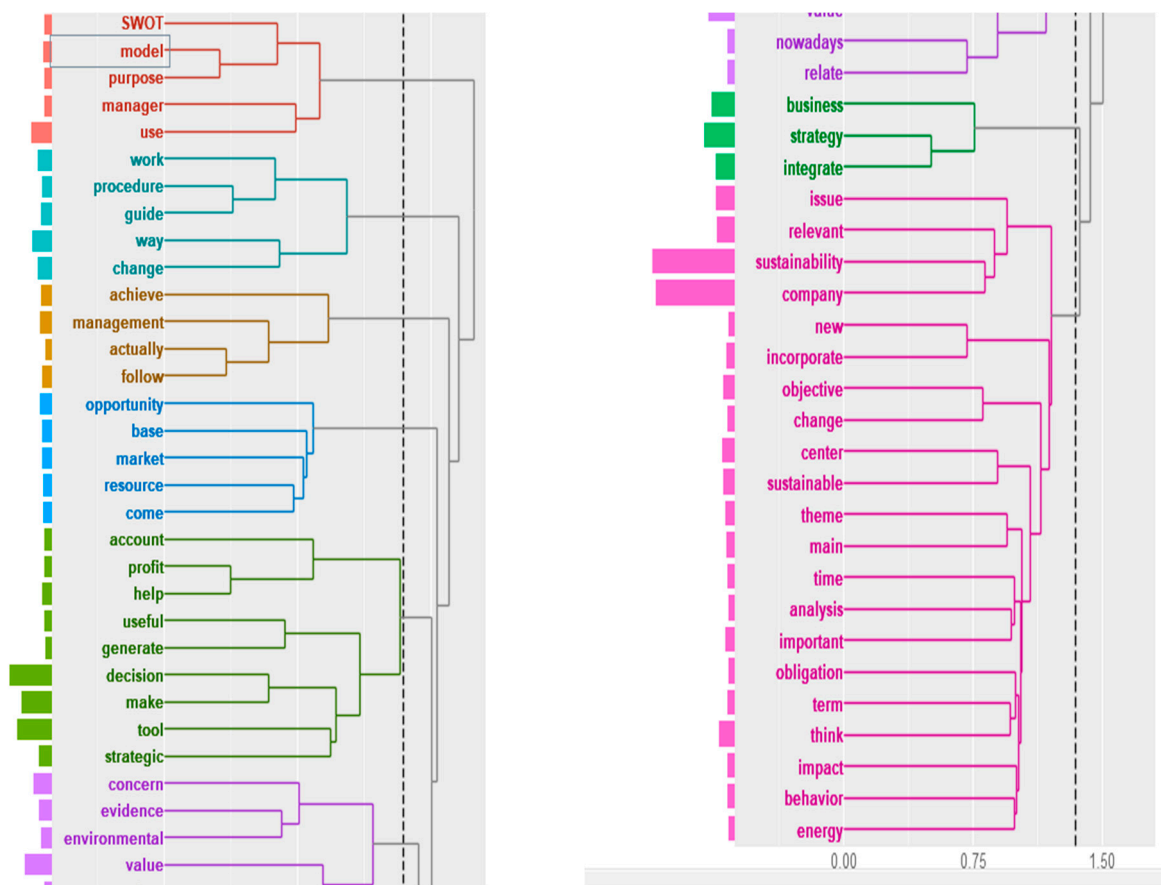 SWOT
model
purpose
manager
use
work
procedure
guide
way
change
achieve
management
actually
follow
opportunity
base
market
resource
come
account
profit
help
useful
generate
decision
make
tool
strategic
concern
evidence
environmental
value
value
nowadays
relate
business
strategy
integrate
issue
relevant
sustainability
company
new
incorporate
objective
change
center
sustainable
theme
main
time
analysis
important
obligation
term
think
impact
behavior
energy
0.00 0.75 1.50